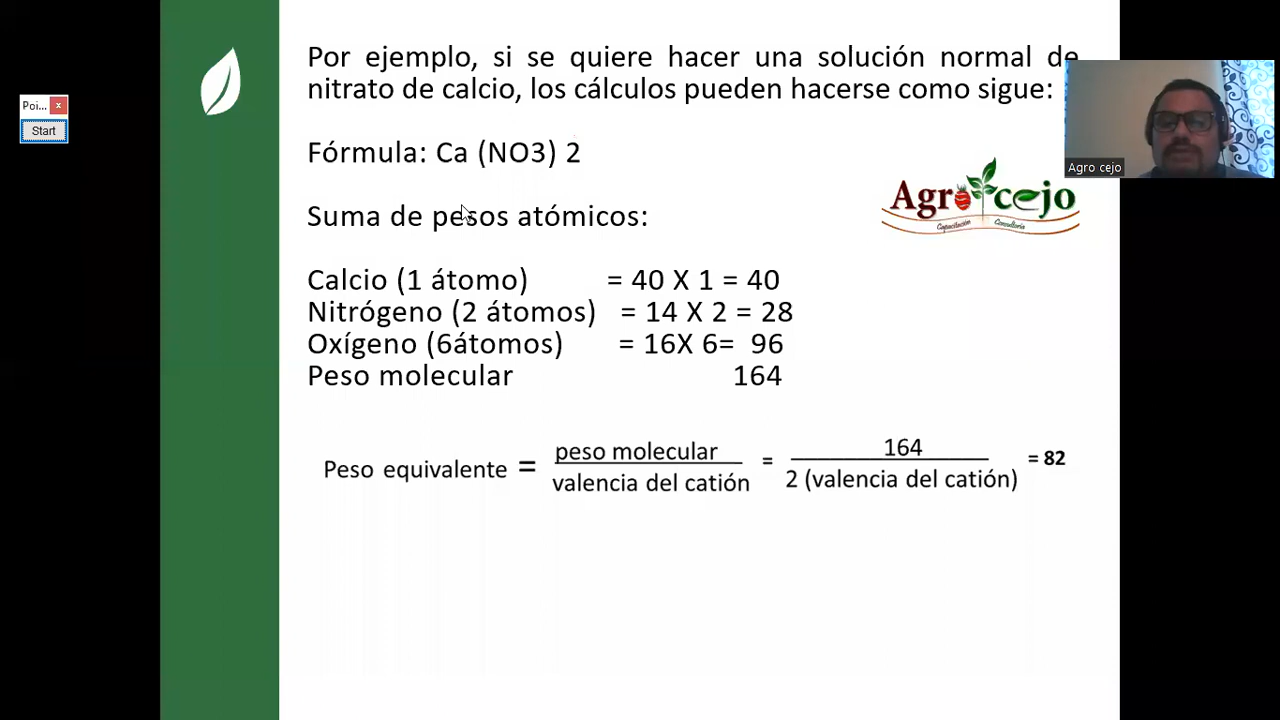 Por ejemplo, si se quiere hacer una solución normal de
nitrato de calcio, los cálculos pueden hacerse como sigue:
Poi... x
Start
Fórmula: Ca (NO3) 2
Agro cejo
Agrocejo
Capacitación Consultoría
Suma de pesos atómicos:
Calcio (1 átomo) = 40 X 1 = 40
Nitrógeno (2 átomos) = 14 X 2 = 28
Oxígeno (6átomos) = 16X 6= 96
Peso molecular 164
Peso equivalente = peso molecular = 164 = 82
valencia del catión 2 (valencia del catión)